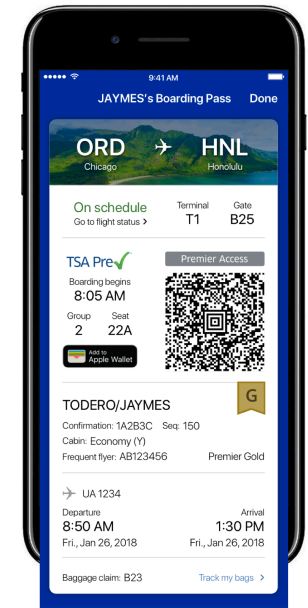 9:41 AM
JAYMES's Boarding Pass Done
ORD HNL
Chicago Honolulu
On schedule
Go to flight status >
Terminal Gate
T1 B25
TSA Pre✓
Premier Access
Boarding begins
8:05 AM
Group Seat
2 22A
Add to
Apple Wallet
G
TODERO/JAYMES
Confirmation: 1A2B3C Seq: 150
Cabin: Economy (Y)
Frequent flyer: AB123456 Premier Gold
UA 1234
Departure Arrival
8:50 AM 1:30 PM
Fri., Jan 26, 2018 Fri., Jan 26, 2018
Baggage claim: B23 Track my bags >